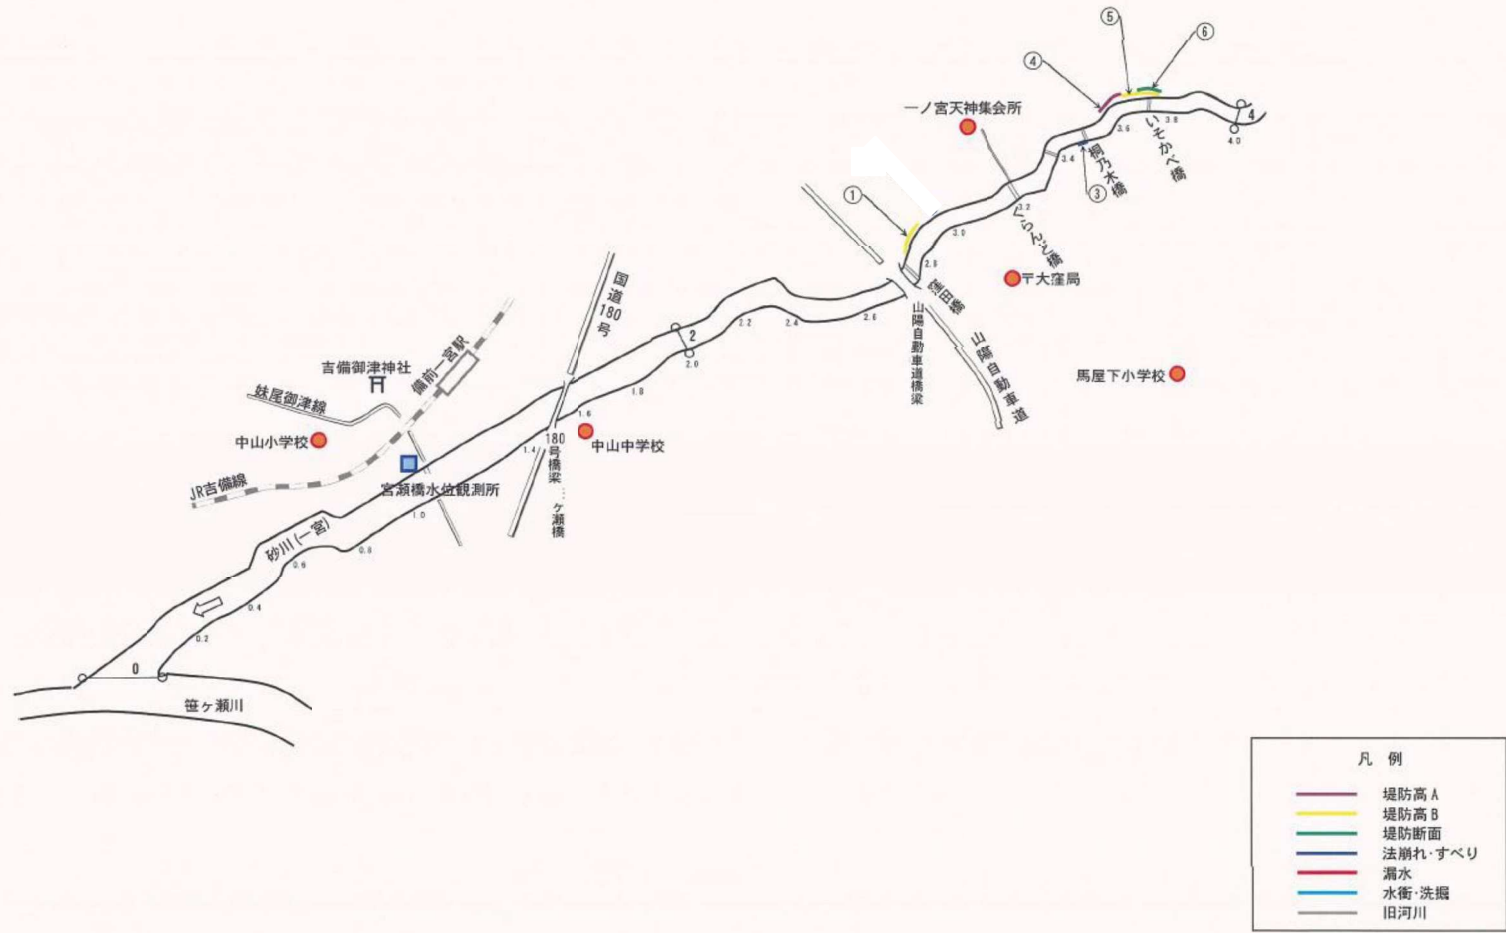 ⑤
⑥
④
一ノ宮天神集会所
4
3.8
3.6
4.0
いそかべ橋
桐乃木橋
3.4
③
①
3.2
くらんど橋
3.0
2.8
〒大窪局
窪田橋
国道180号
山陽自動車道橋梁
山陽自動車道
2.6
2.4
2.2
2
2.0
備前一宮駅
吉備御津神社
馬屋下小学校
妹尾御津線
1.8
1.6
中山小学校
中山中学校
1.4
180号橋梁
ケ瀬橋
JR吉備線
宮瀬橋水位観測所
1.0
砂川(一宮)
0.8
0.6
0.4
0.2
0
笹ヶ瀬川
凡 例
堤防高A
堤防高B
堤防断面
法崩れ・すべり
漏水
水衝・洗掘
旧河川